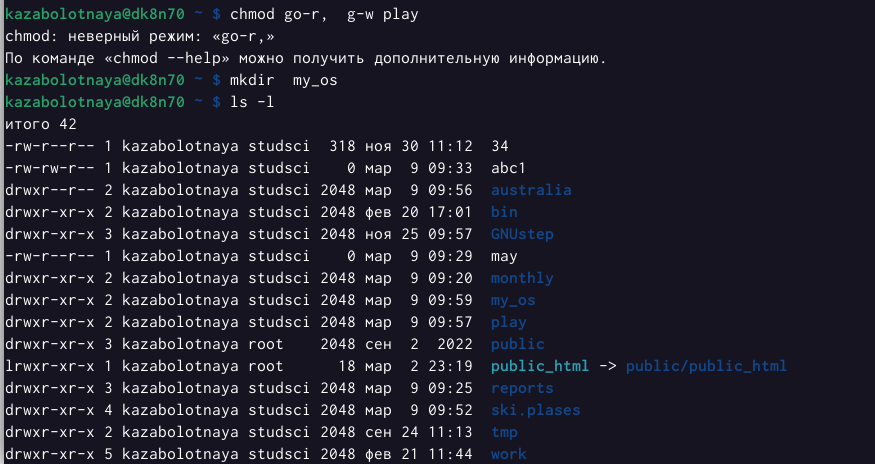 kazabolotnaya@dk8n70 ~ $ chmod go-r,  g-w play
chmod: неверный режим: «go-r,»
По команде «chmod --help» можно получить дополнительную информацию.
kazabolotnaya@dk8n70 ~ $ mkdir  my_os
kazabolotnaya@dk8n70 ~ $ ls -l
итого 42
-rw-r--r-- 1 kazabolotnaya studsci  318 ноя 30 11:12  34
-rw-rw-r-- 1 kazabolotnaya studsci    0 мар  9 09:33  abc1
drwxr--r-- 2 kazabolotnaya studsci 2048 мар  9 09:56  australia
drwxr-xr-x 2 kazabolotnaya studsci 2048 фев 20 17:01  bin
drwxr-xr-x 3 kazabolotnaya studsci 2048 ноя 25 09:57  GNUstep
-rw-r--r-- 1 kazabolotnaya studsci    0 мар  9 09:29  may
drwxr-xr-x 2 kazabolotnaya studsci 2048 мар  9 09:20  monthly
drwxr-xr-x 2 kazabolotnaya studsci 2048 мар  9 09:59  my_os
drwxr-xr-x 2 kazabolotnaya studsci 2048 мар  9 09:57  play
drwxr-xr-x 3 kazabolotnaya root    2048 сен  2  2022  public
lrwxr-xr-x 1 kazabolotnaya root      18 мар  2 23:19  public_html -> public/public_html
drwxr-xr-x 3 kazabolotnaya studsci 2048 мар  9 09:25  reports
drwxr-xr-x 4 kazabolotnaya studsci 2048 мар  9 09:52  ski.plases
drwxr-xr-x 2 kazabolotnaya studsci 2048 сен 24 11:13  tmp
drwxr-xr-x 5 kazabolotnaya studsci 2048 фев 21 11:44  work